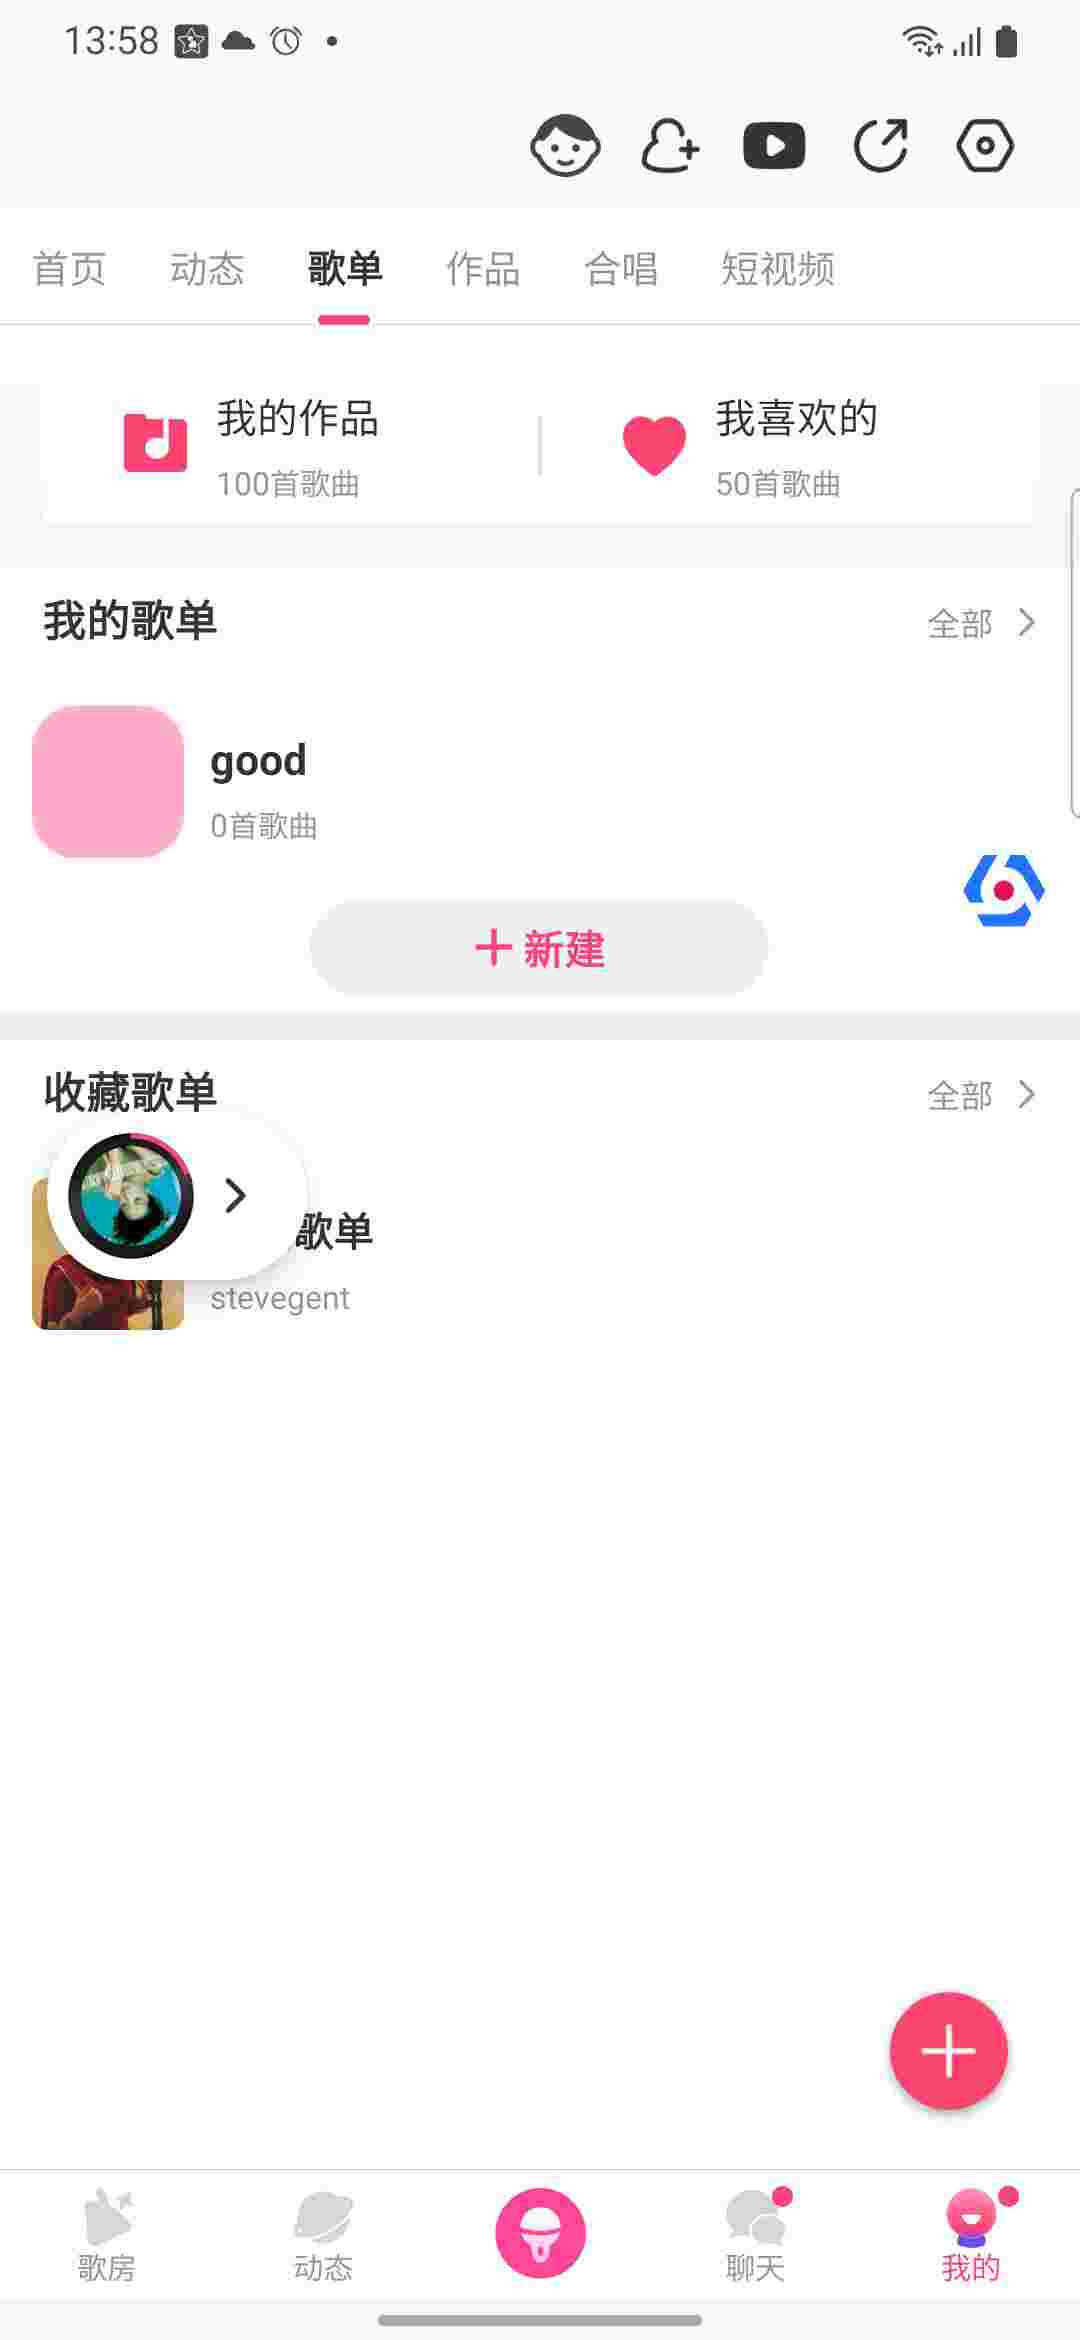 13:58
首页 动态 歌单 作品 合唱 短视频
我的作品 我喜欢的
100首歌曲 50首歌曲
我的歌单 全部
good
0首歌曲
新建
收藏歌单 全部
歌单
stevegent
歌房 动态 聊天 我的